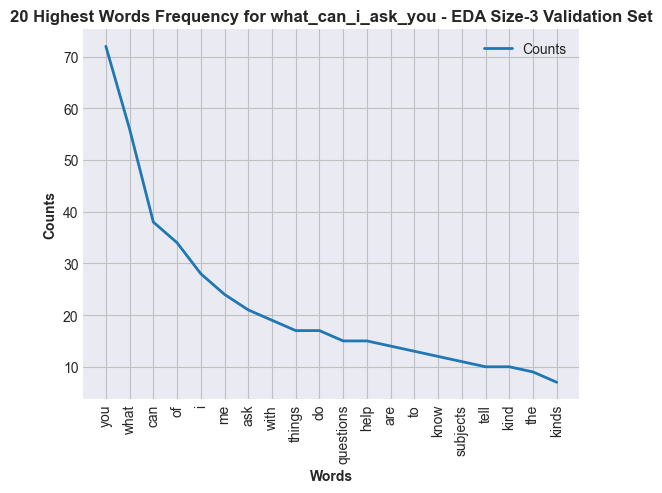 20 Highest Words Frequency for what_can_i_ask_you - EDA Size-3 Validation Set
Counts
70
60
50
40
30
20
10
Counts
you
what
can
of
i
me
ask
with
things
do
questions
help
are
to
know
subjects
tell
kind
the
kinds
Words